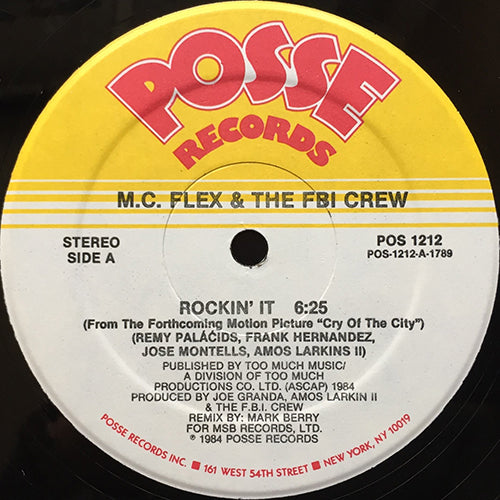 POSSE
RECORDS
M.C. FLEX & THE FBI CREW
STEREO
SIDE A
POS 1212
POS-1212-A-1789
ROCKIN' IT 6:25
(From The Forthcoming Motion Picture "Cry Of The City")
(REMY PALÁĆIDS, FRANK HERNANDEZ,
JOSE MONTELLS, AMOS LARKINS II)
PUBLISHED BY TOO MUCH MUSIC/
A DIVISION OF TOO MUCH
PRODUCTIONS CO. LTD. (ASCAP) 1984
PRODUCED BY JOE GRANDA, AMOS LARKIN II
& THE F.B.I. CREW
REMIX BY: MARK BERRY
FOR MSB RECORDS, LTD.
℗ 1984 POSSE RECORDS
POSSE RECORDS INC. ■ 161 WEST 54TH STREET ■ NEW YORK, NY 10019